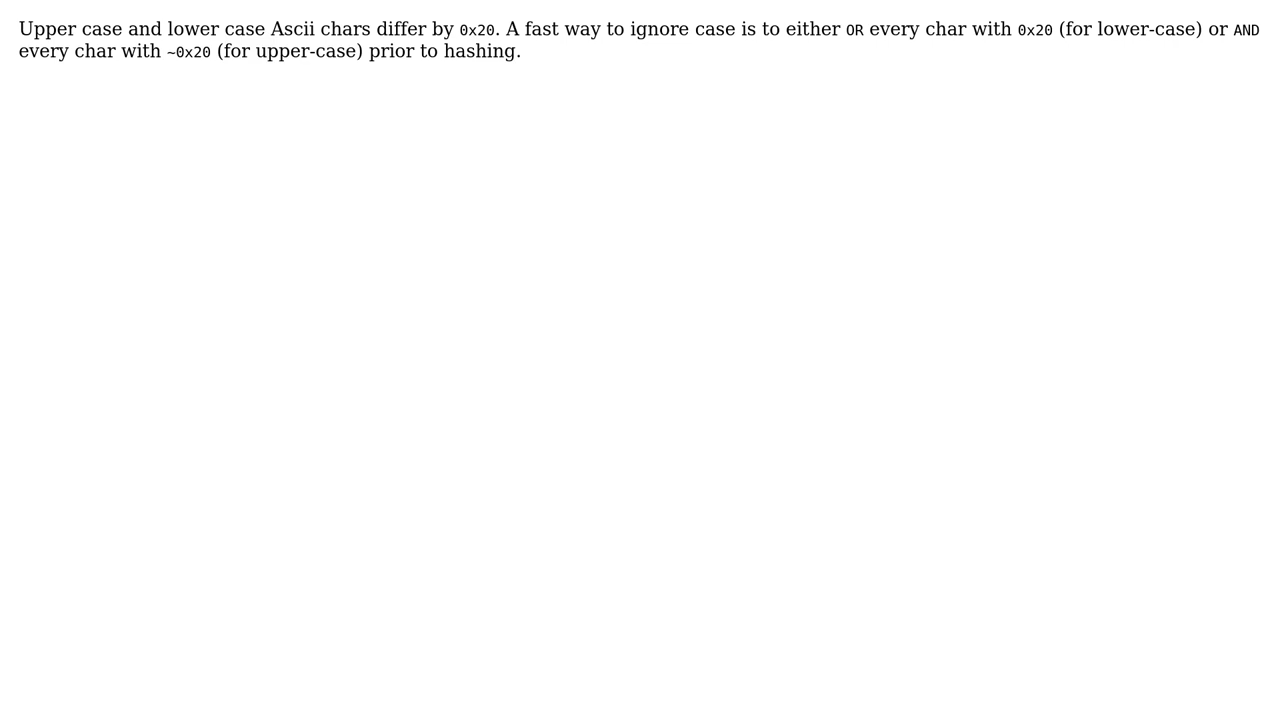 Upper case and lower case Ascii chars differ by 0x20. A fast way to ignore case is to either OR every char with 0x20 (for lower-case) or AND
every char with ~0x20 (for upper-case) prior to hashing.